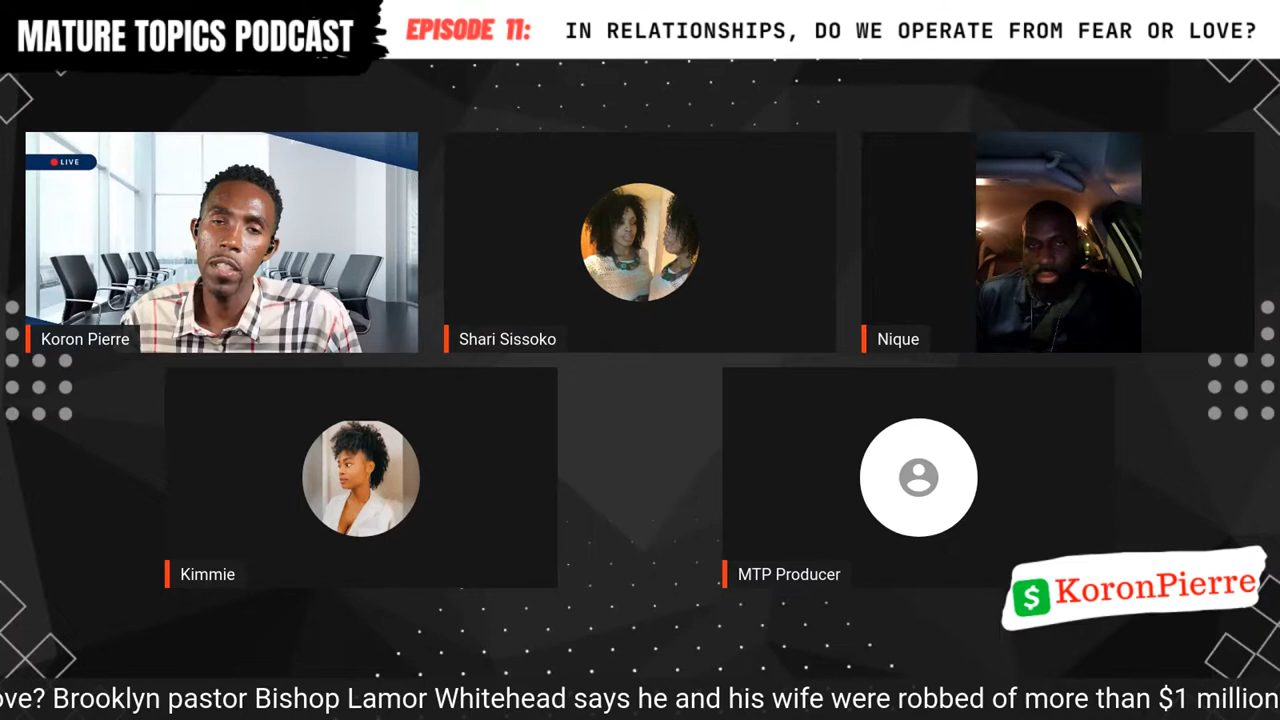 MATURE TOPICS PODCAST
EPISODE 11:
IN RELATIONSHIPS, DO WE OPERATE FROM FEAR OR LOVE?
LIVE
Koron Pierre
Shari Sissoko
Nique
Kimmie
MTP Producer
$ KoronPierre
ove? Brooklyn pastor Bishop Lamor Whitehead says he and his wife were robbed of more than $1 million